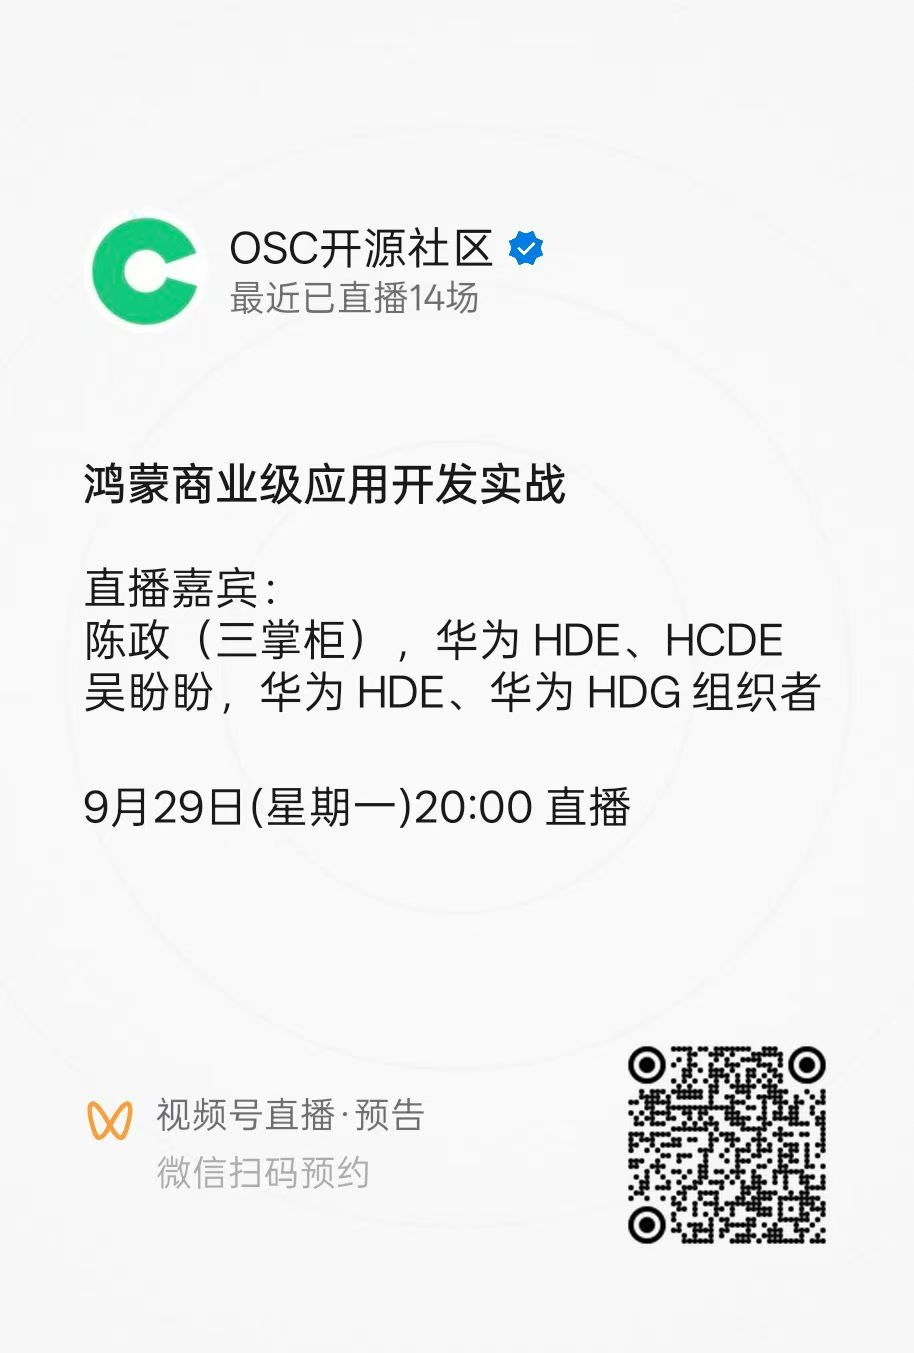 OSC开源社区
最近已直播14场
鸿蒙商业级应用开发实战
直播嘉宾：
陈政（三掌柜），华为 HDE、HCDE
吴盼盼，华为 HDE、华为 HDG 组织者
9月29日(星期一)20:00 直播
视频号直播·预告
微信扫码预约